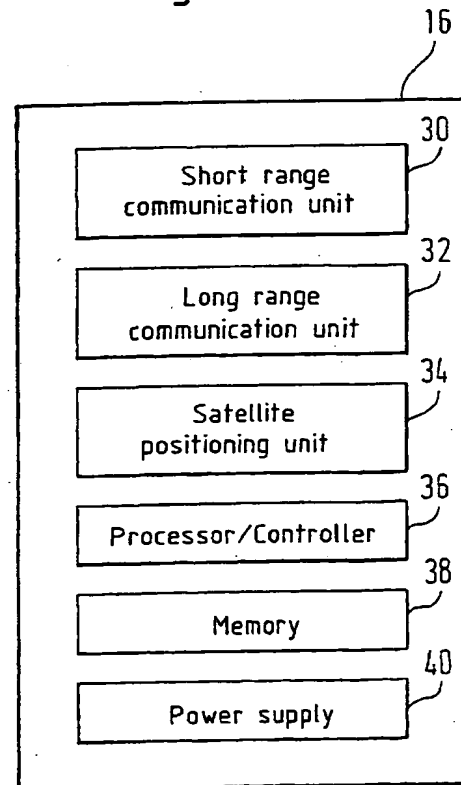 16
30
Short range
communication unit
32
Long range
communication unit
34
Satellite
positioning unit
36
Processor/Controller
38
Memory
40
Power supply